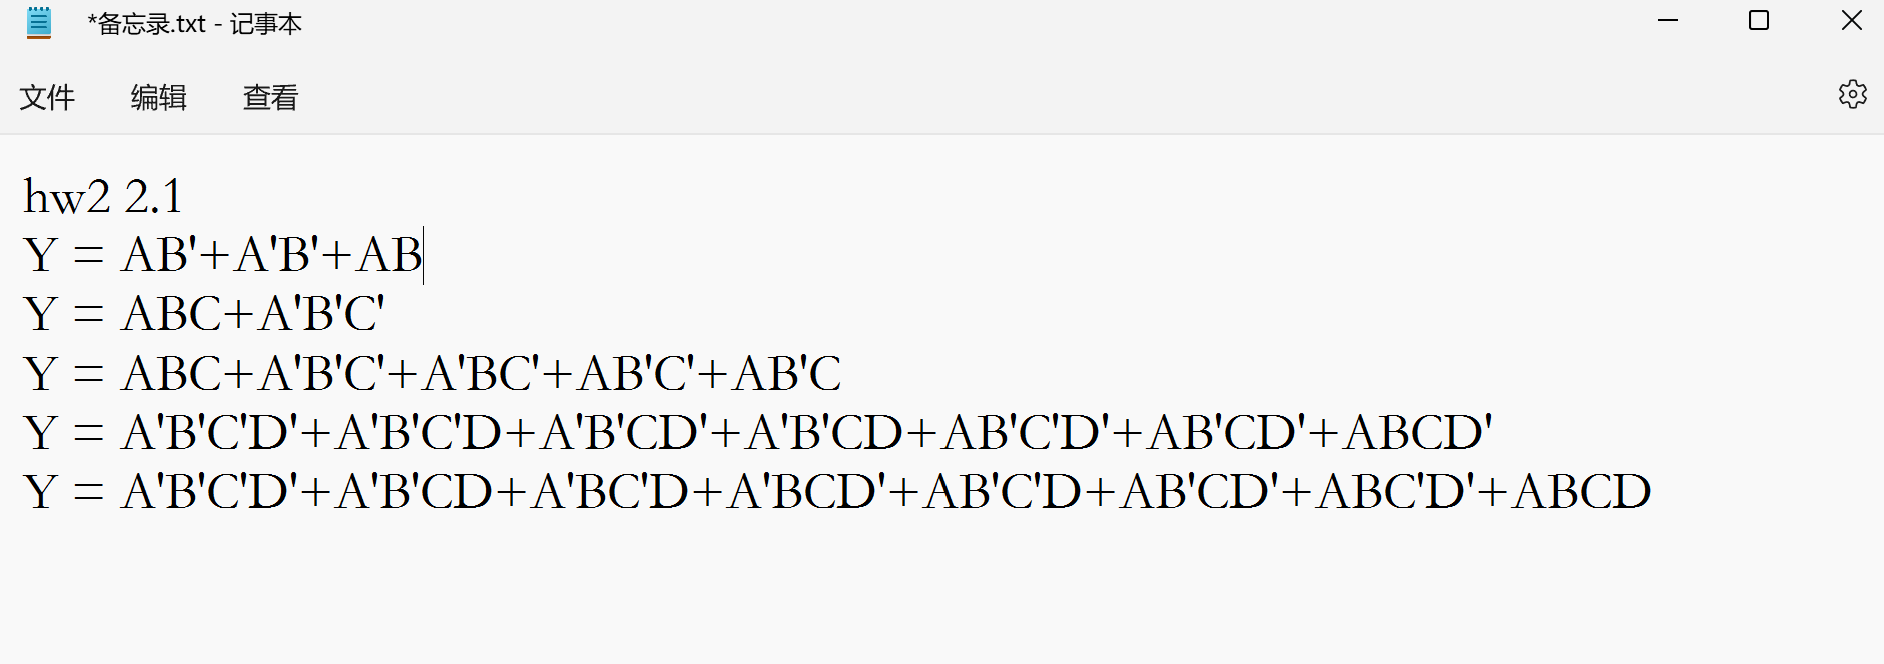 *备忘录.txt - 记事本
文件 编辑 查看
hw2 2.1
Y = AB'+A'B'+AB
Y = ABC+A'B'C'
Y = ABC+A'B'C'+A'BC'+AB'C'+AB'C
Y = A'B'C'D'+A'B'C'D+A'B'CD'+A'B'CD+AB'C'D'+AB'CD'+ABCD'
Y = A'B'C'D'+A'B'CD+A'BC'D+A'BCD'+AB'C'D+AB'CD'+ABC'D'+ABCD